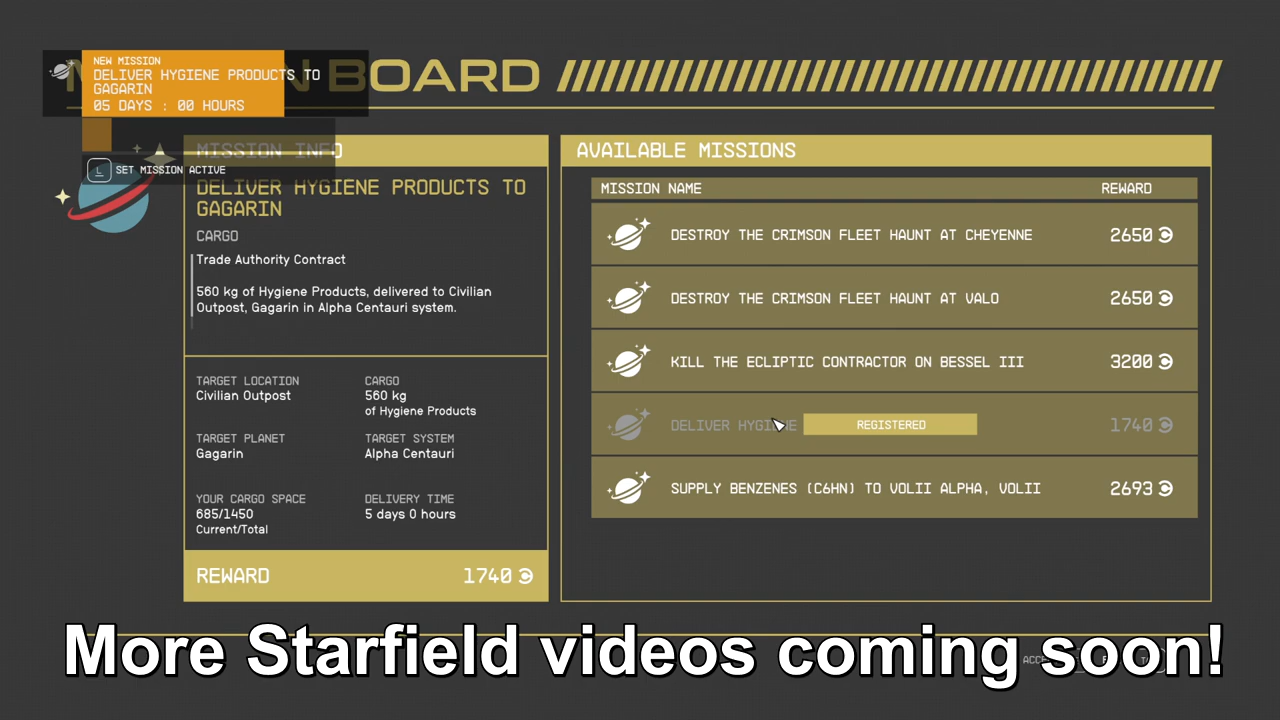 NEW MISSION
DELIVER HYGIENE PRODUCTS TO
GAGARIN
05 DAYS : 00 HOURS
BOARD
L SET MISSION ACTIVE
MISSION INFO
DELIVER HYGIENE PRODUCTS TO
GAGARIN
CARGO
Trade Authority Contract
560 kg of Hygiene Products, delivered to Civilian
Outpost, Gagarin in Alpha Centauri system.
TARGET LOCATION
Civilian Outpost
CARGO
560 kg
of Hygiene Products
TARGET PLANET
Gagarin
TARGET SYSTEM
Alpha Centauri
YOUR CARGO SPACE
685/1450
Current/Total
DELIVERY TIME
5 days 0 hours
REWARD 1740
AVAILABLE MISSIONS
MISSION NAME REWARD
DESTROY THE CRIMSON FLEET HAUNT AT CHEYENNE 2650
DESTROY THE CRIMSON FLEET HAUNT AT VALO 2650
KILL THE ECLIPTIC CONTRACTOR ON BESSEL III 3200
DELIVER HYGIENE REGISTERED 1740
SUPPLY BENZENES (C6HN) TO VOLII ALPHA, VOLII 2693
More Starfield videos coming soon!